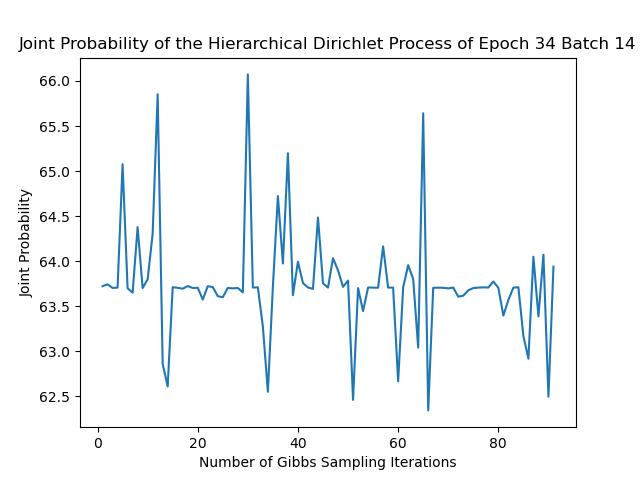 Joint Probability of the Hierarchical Dirichlet Process of Epoch 34 Batch 14
66.0
65.5
65.0
64.5
64.0
63.5
63.0
62.5
Joint Probability
0 20 40 60 80
Number of Gibbs Sampling Iterations